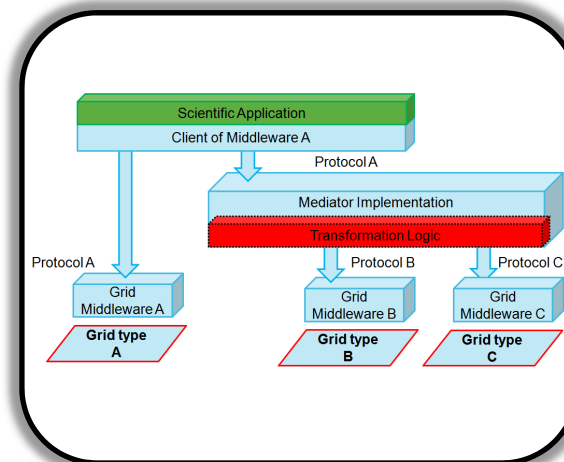 Scientific Application
Client of Middleware A
Protocol A
Mediator Implementation
Transformation Logic
Protocol A
Protocol B
Protocol C
Grid
Middleware A
Grid
Middleware B
Grid
Middleware C
Grid type
A
Grid type
B
Grid type
C